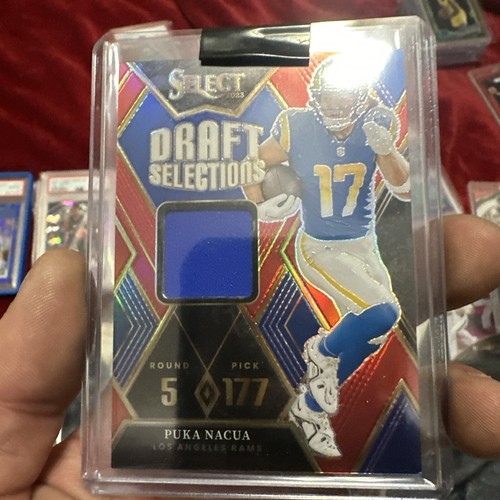 SELECT
2023
DRAFT
SELECTIONS
17
ROUND PICK
5 177
PUKA NACUA
LOS ANGELES RAMS